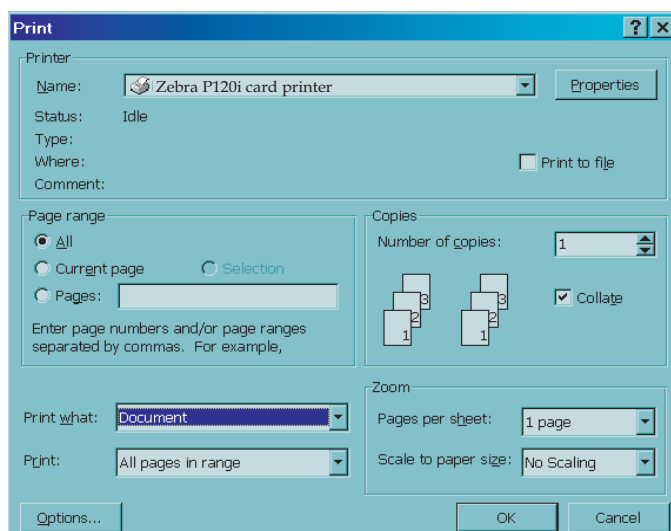 Print
Printer
Name: Zebra P120i card printer Properties
Status: Idle
Type:
Where: Print to file
Comment:
Page range
All
Current page Selection
Pages:
Enter page numbers and/or page ranges
separated by commas. For example,
Copies
Number of copies: 1
3 3
2 2
1 1
Collate
Print what: Document
Print: All pages in range
Zoom
Pages per sheet: 1 page
Scale to paper size: No Scaling
Options... OK Cancel